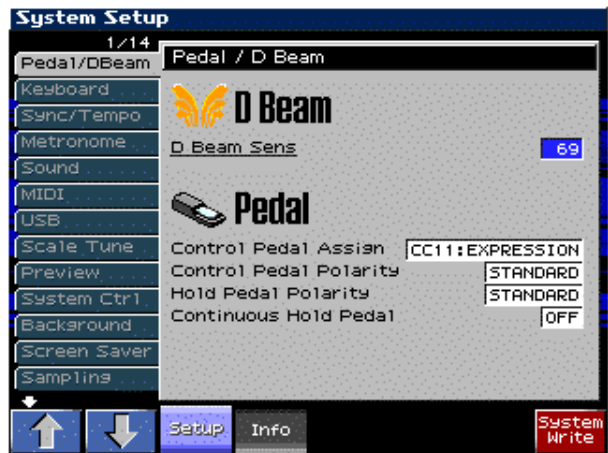 System Setup
1/14
Pedal/DBeam
Keyboard
Sync/Tempo
Metronome
Sound
MIDI
USB
Scale Tune
Preview
System Ctrl
Background
Screen Saver
Sampling
Pedal / D Beam
D Beam
D Beam Sens 69
Pedal
Control Pedal Assign CC11:EXPRESSION
Control Pedal Polarity STANDARD
Hold Pedal Polarity STANDARD
Continuous Hold Pedal OFF
Setup Info
System
Write